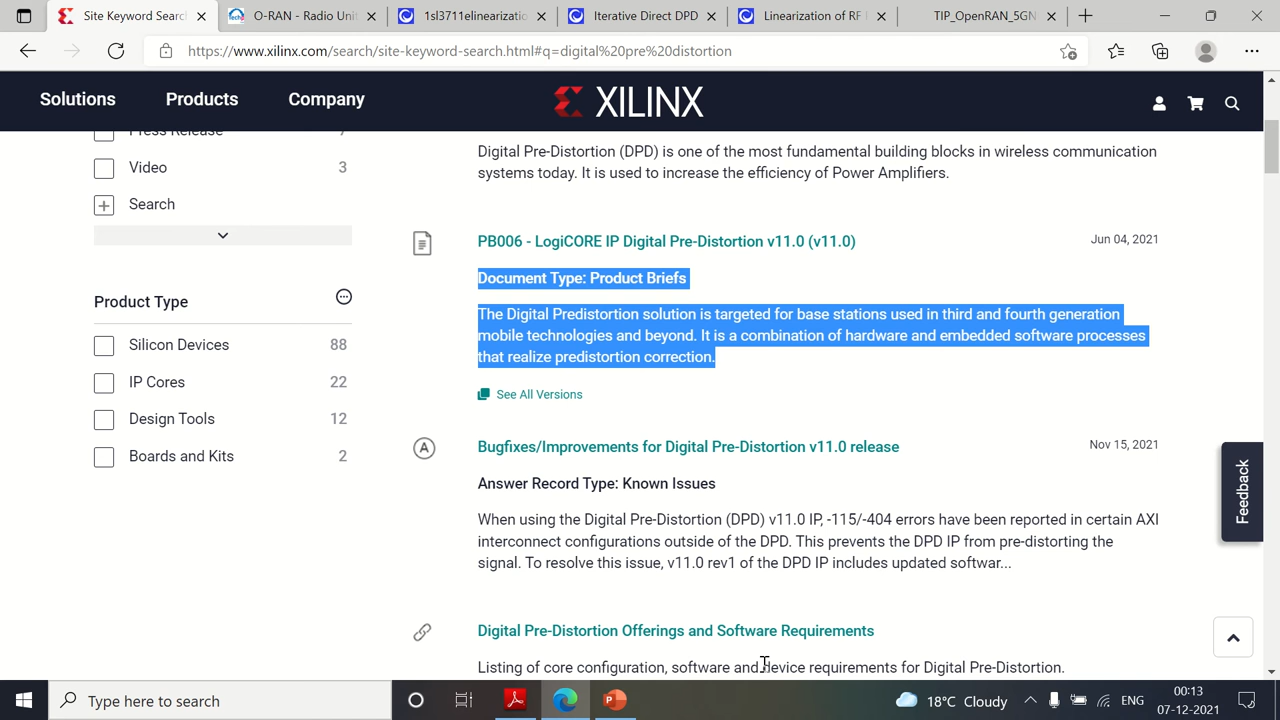 Site Keyword Searc
O-RAN - Radio Uni
1sl3711elinearizatio
Iterative Direct DPD
Linearization of RF
TIP_OpenRAN_5GN
https://www.xilinx.com/search/site-keyword-search.html#q=digital%20pre%20distortion
Solutions
Products
Company
XILINX
Press Release 7
Video 3
Search
Product Type
Silicon Devices 88
IP Cores 22
Design Tools 12
Boards and Kits 2
Digital Pre-Distortion (DPD) is one of the most fundamental building blocks in wireless communication
systems today. It is used to increase the efficiency of Power Amplifiers.
PB006 - LogiCORE IP Digital Pre-Distortion v11.0 (v11.0)
Jun 04, 2021
Document Type: Product Briefs
The Digital Predistortion solution is targeted for base stations used in third and fourth generation
mobile technologies and beyond. It is a combination of hardware and embedded software processes
that realize predistortion correction.
See All Versions
A
Bugfixes/Improvements for Digital Pre-Distortion v11.0 release
Nov 15, 2021
Answer Record Type: Known Issues
When using the Digital Pre-Distortion (DPD) v11.0 IP, -115/-404 errors have been reported in certain AXI
interconnect configurations outside of the DPD. This prevents the DPD IP from pre-distorting the
signal. To resolve this issue, v11.0 rev1 of the DPD IP includes updated softwar...
Digital Pre-Distortion Offerings and Software Requirements
Listing of core configuration, software and device requirements for Digital Pre-Distortion.
Feedback
Type here to search
18°C Cloudy
ENG
00:13
07-12-2021